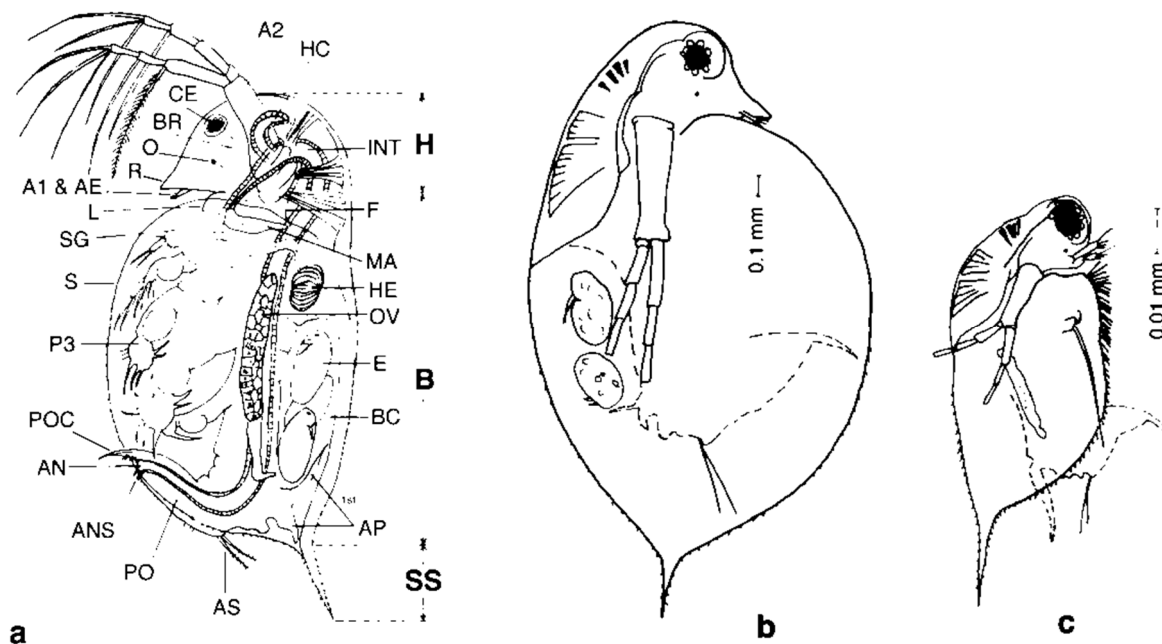 A2
HC
CE
BR
O
R
A1 & AE
L
SG
S
P3
POC
AN
ANS
PO
AS
INT
H
F
MA
HE
OV
E
B
BC
1st
AP
SS
a
0.1 mm
b
0.01 mm
c